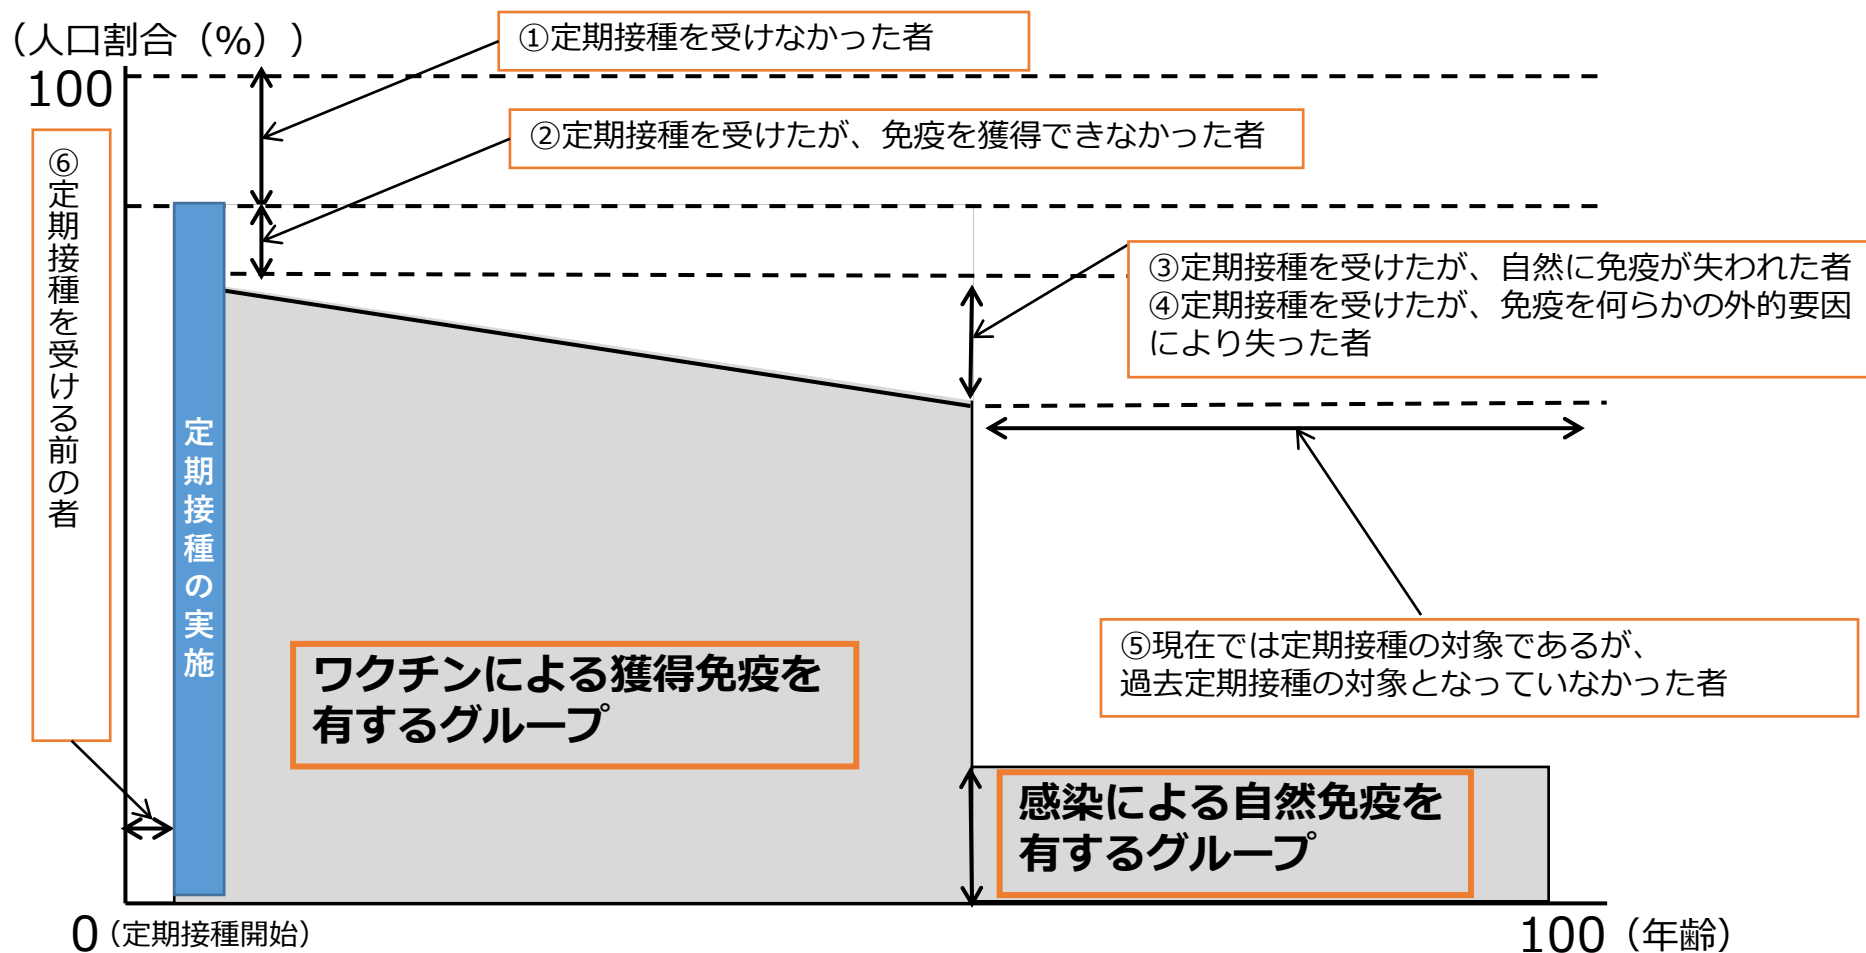 （人口割合（%））
100
①定期接種を受けなかった者
②定期接種を受けたが、免疫を獲得できなかった者
⑥定期接種を受ける前の者
③定期接種を受けたが、自然に免疫が失われた者
④定期接種を受けたが、免疫を何らかの外的要因
により失った者
定期接種の実施
⑤現在では定期接種の対象であるが、
過去定期接種の対象となっていなかった者
ワクチンによる獲得免疫を
有するグループ
感染による自然免疫を
有するグループ
0（定期接種開始）
100（年齢）